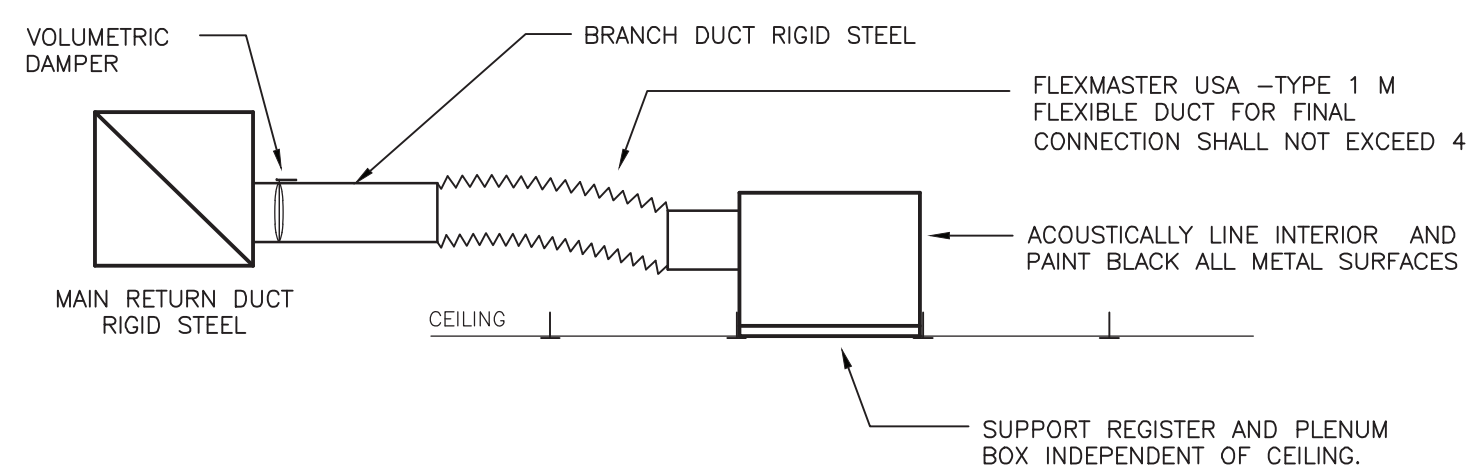 VOLUMETRIC
DAMPER
BRANCH DUCT RIGID STEEL
FLEXMASTER USA –TYPE 1 M
FLEXIBLE DUCT FOR FINAL
CONNECTION SHALL NOT EXCEED 4
ACOUSTICALLY LINE INTERIOR AND
PAINT BLACK ALL METAL SURFACES
MAIN RETURN DUCT
RIGID STEEL
CEILING
SUPPORT REGISTER AND PLENUM
BOX INDEPENDENT OF CEILING.